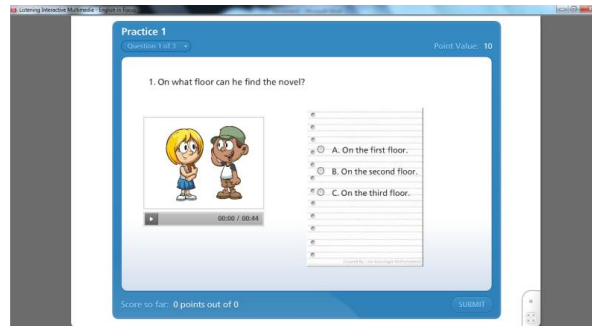 Listening Interactive Multimedia - English in Focus
Practice 1
Question 1 of 3
Point Value: 10
1. On what floor can he find the novel?
A. On the first floor.
B. On the second floor.
C. On the third floor.
00:00 / 00:44
Score so far: 0 points out of 0
SUBMIT